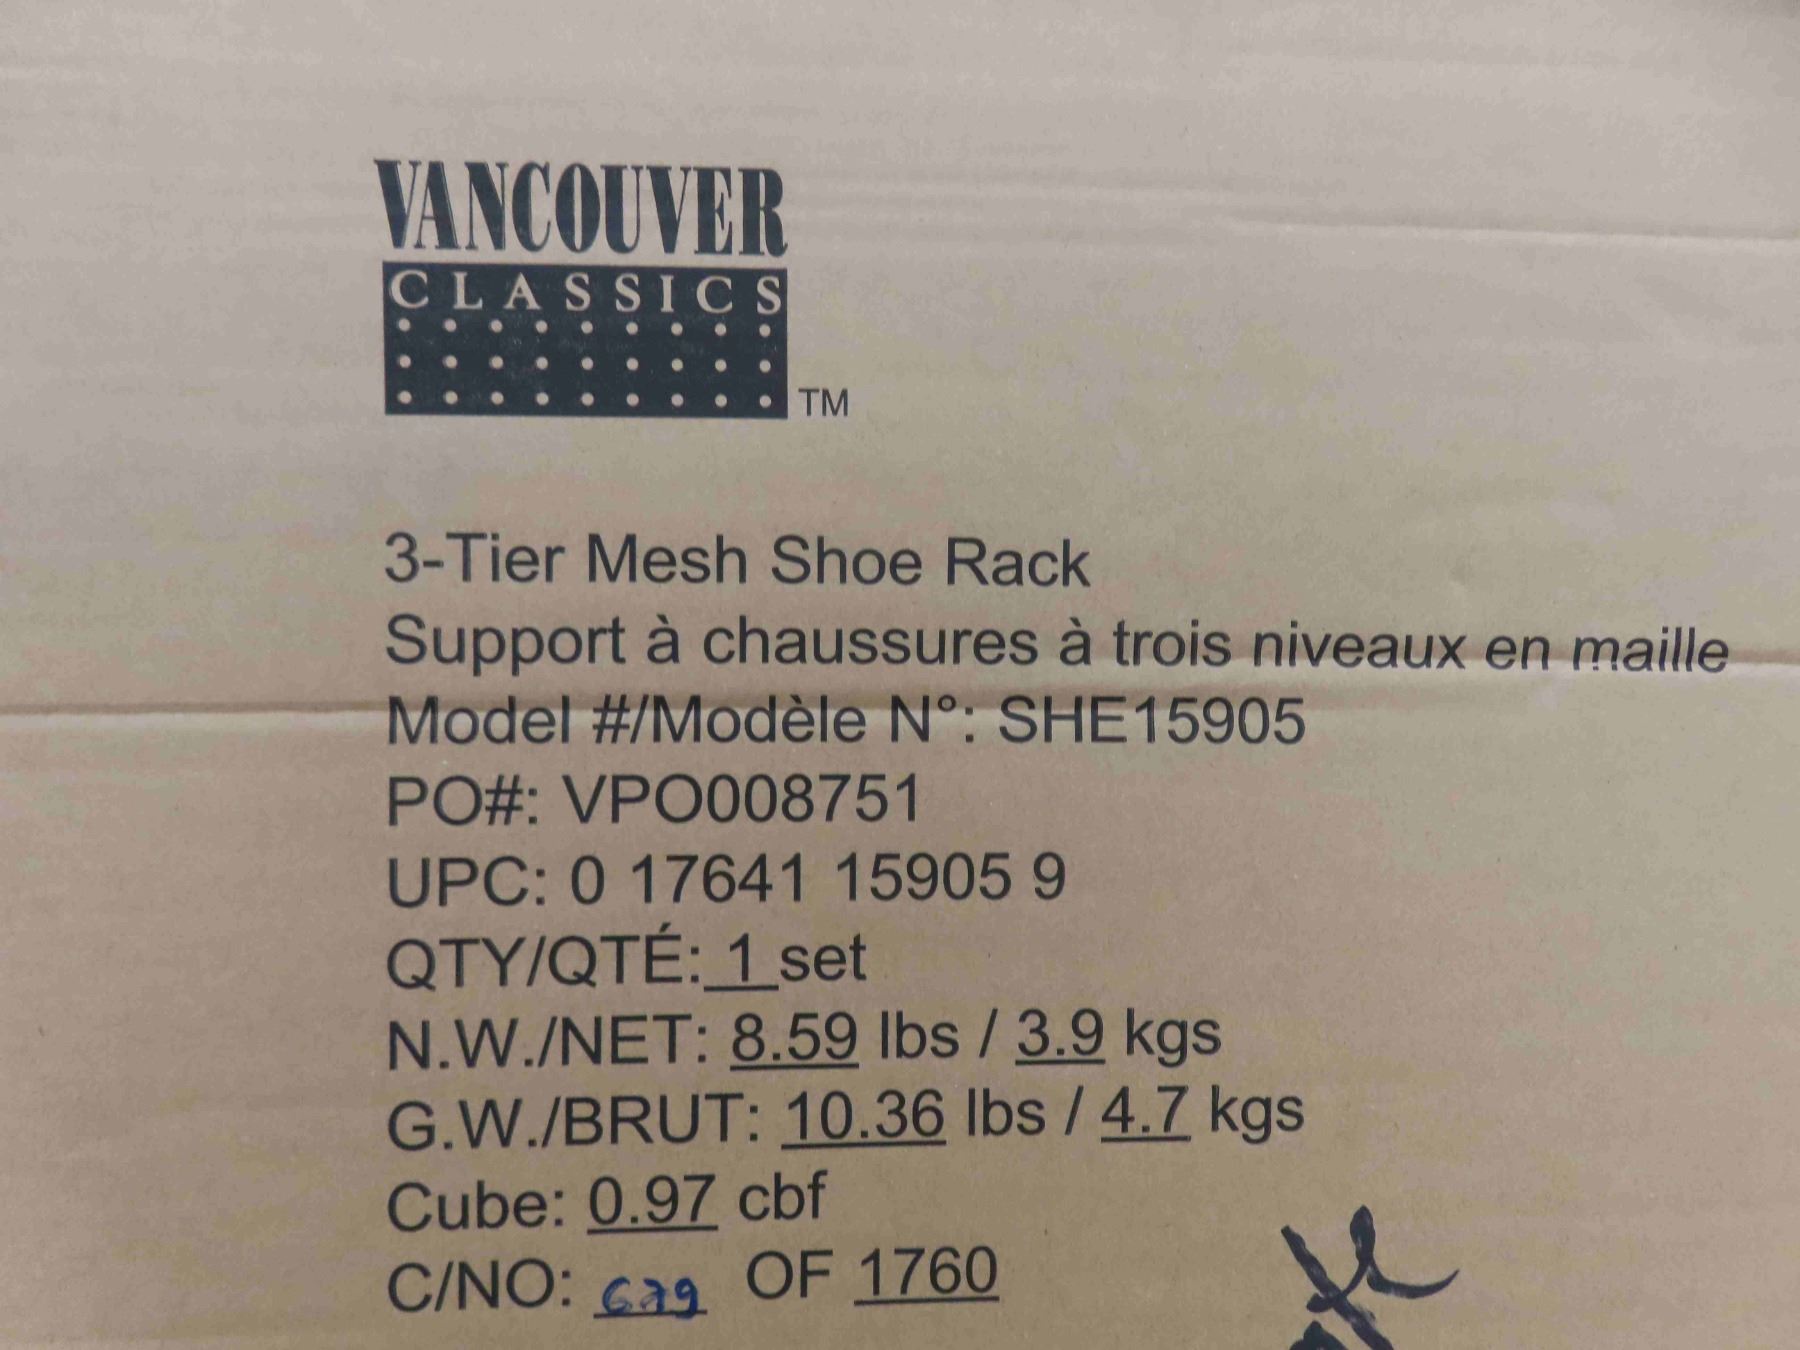 VANCOUVER
CLASSICS
TM
3-Tier Mesh Shoe Rack
Support à chaussures à trois niveaux en maille
Model #/Modèle N°: SHE15905
PO#: VPO008751
UPC: 0 17641 15905 9
QTY/QTÉ: 1 set
N.W./NET: 8.59 lbs / 3.9 kgs
G.W./BRUT: 10.36 lbs / 4.7 kgs
Cube: 0.97 cbf
C/NO: OF 1760